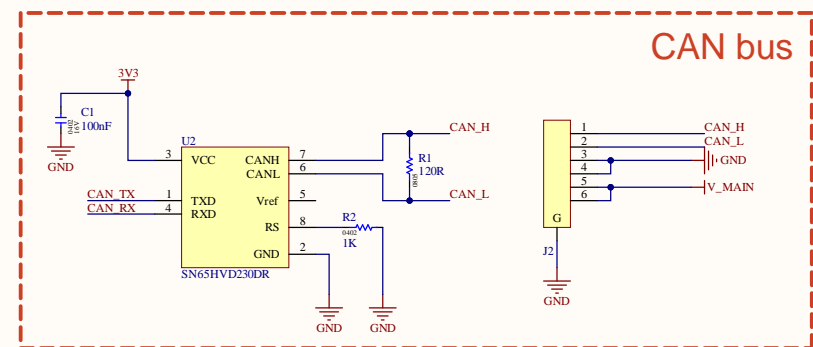 CAN bus
3V3
C1
100nF
0402
16V
GND
U2
3 VCC CANH 7
CANL 6
CAN_TX 1 TXD Vref 5
CAN_RX 4 RXD
RS 8
GND 2
SN65HVD230DR
R2
0402
1K
GND
GND
CAN_H
R1
120R
0805
CAN_L
1 CAN_H
2 CAN_L
3 GND
4
5 V_MAIN
6
G
J2
GND